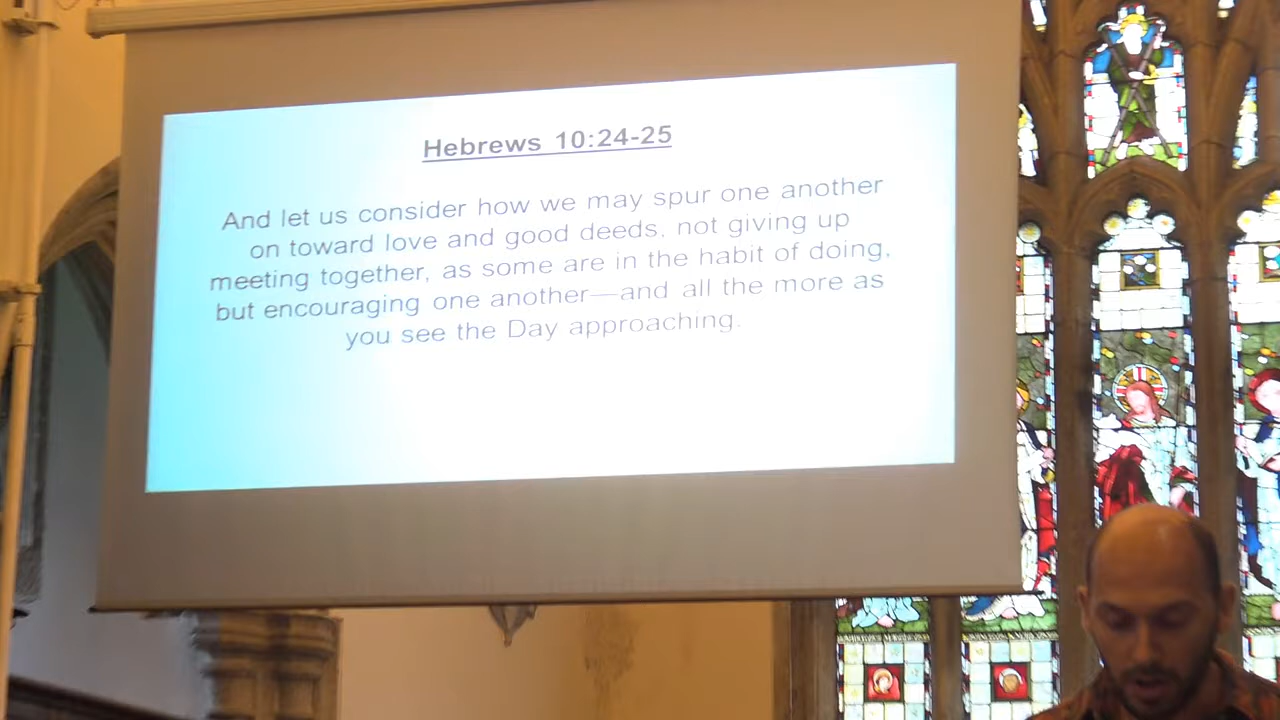 Hebrews 10:24-25
And let us consider how we may spur one another
on toward love and good deeds, not giving up
meeting together, as some are in the habit of doing,
but encouraging one another—and all the more as
you see the Day approaching.